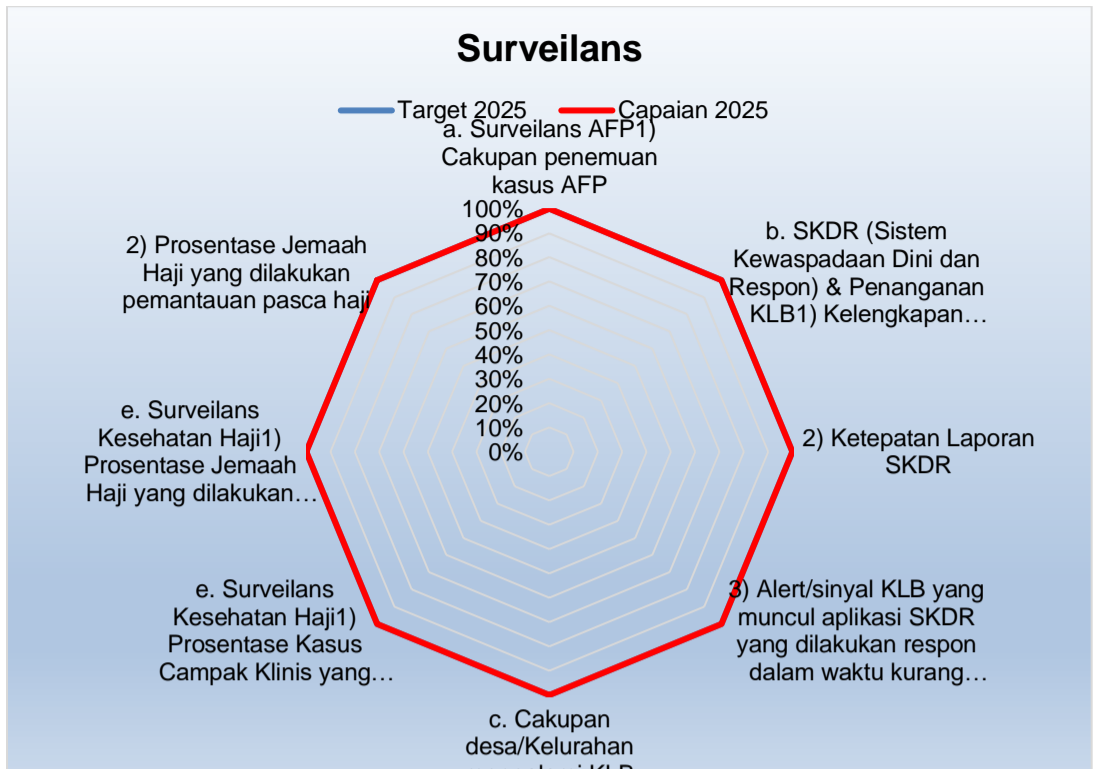 Surveilans
Target 2025
Capaian 2025
a. Surveilans AFP1)
Cakupan penemuan
kasus AFP
100%
90%
80%
70%
60%
50%
40%
30%
20%
10%
0%
b. SKDR (Sistem
Kewaspadaan Dini dan
Respon) & Penanganan
KLB1) Kelengkapan…
2) Ketepatan Laporan
SKDR
3) Alert/sinyal KLB yang
muncul aplikasi SKDR
yang dilakukan respon
dalam waktu kurang…
c. Cakupan
desa/Kelurahan
KLB
e. Surveilans
Kesehatan Haji1)
Prosentase Kasus
Campak Klinis yang…
e. Surveilans
Kesehatan Haji1)
Prosentase Jemaah
Haji yang dilakukan…
2) Prosentase Jemaah
Haji yang dilakukan
pemantauan pasca haji